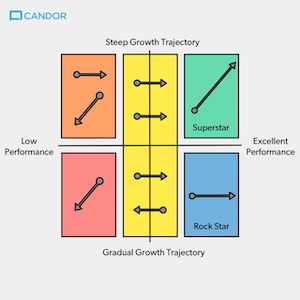 CANDOR
Steep Growth Trajectory
Superstar
Low
Performance
Excellent
Performance
Rock Star
Gradual Growth Trajectory